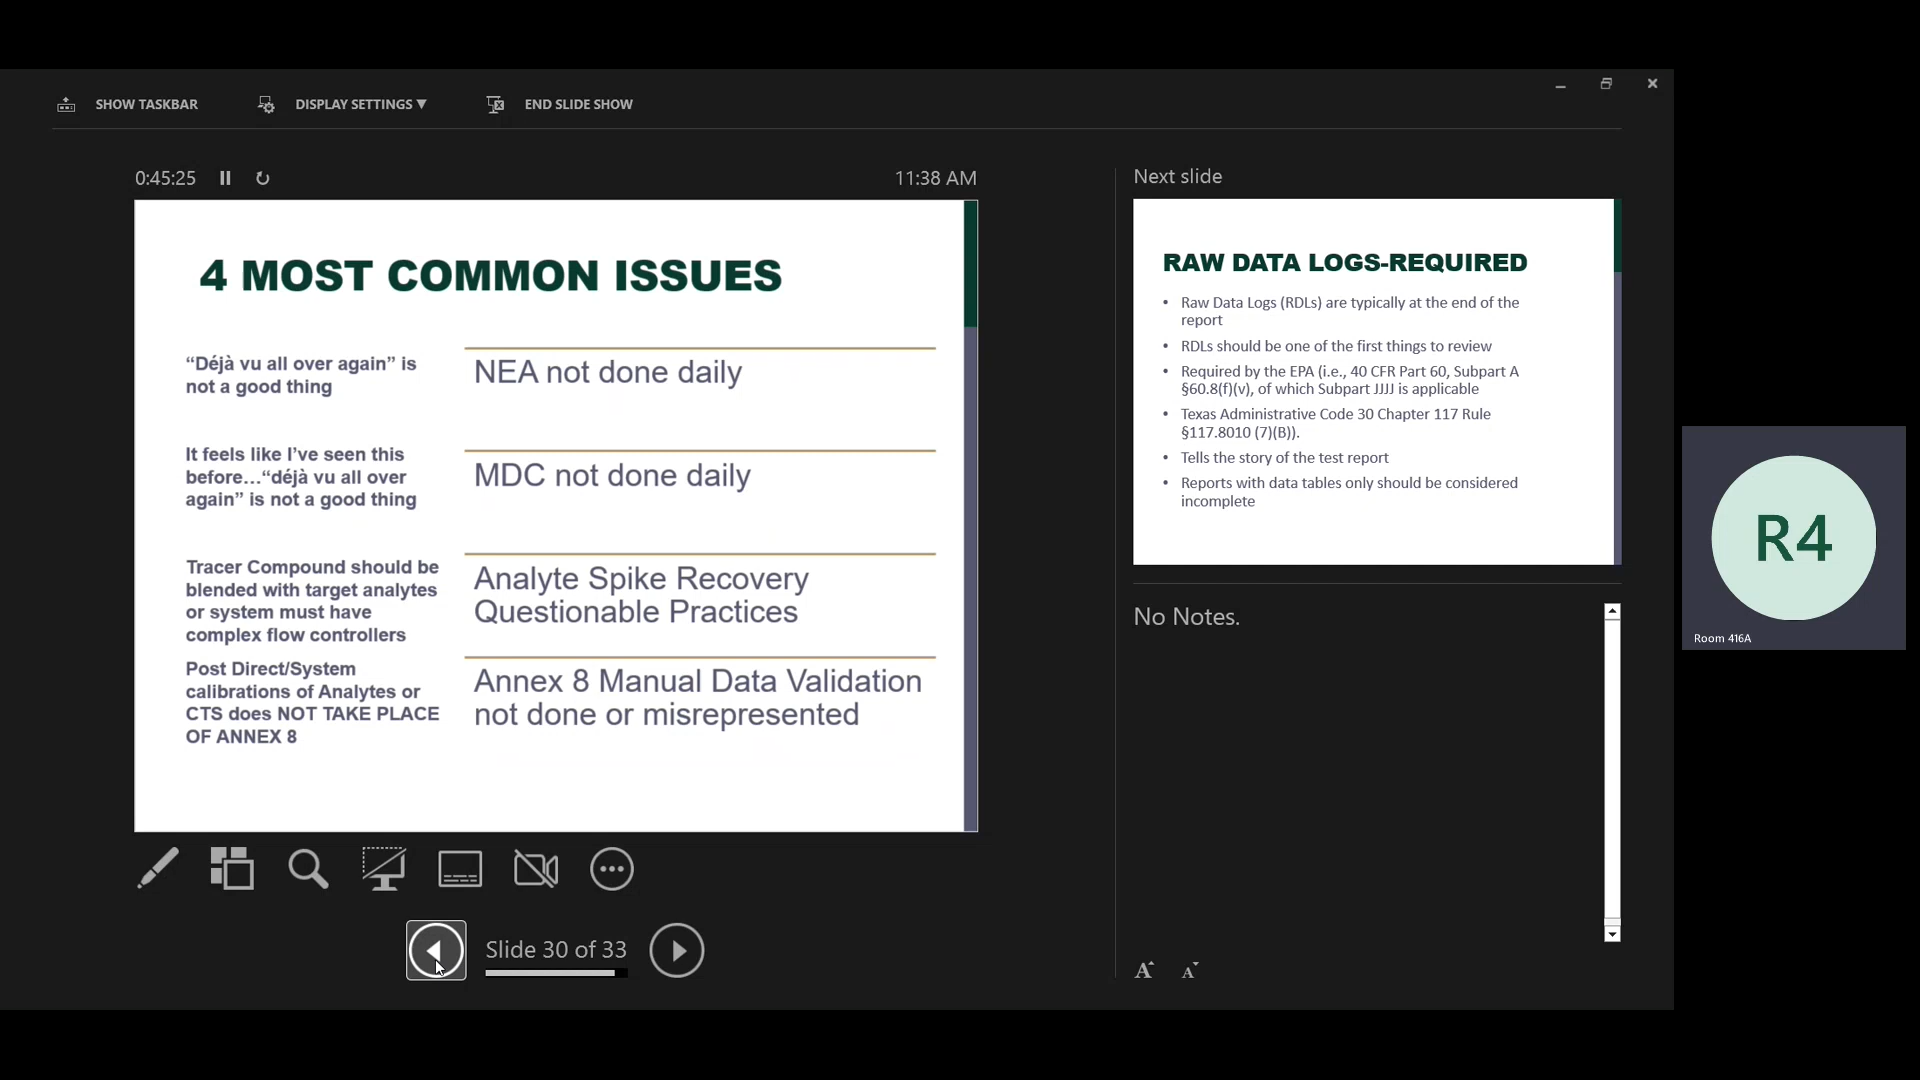 SHOW TASKBAR
DISPLAY SETTINGS ▼
END SLIDE SHOW
0:45:25
11:38 AM
4 MOST COMMON ISSUES
“Déjà vu all over again” is
not a good thing
NEA not done daily
It feels like I’ve seen this
before…“déjà vu all over
again” is not a good thing
MDC not done daily
Tracer Compound should be
blended with target analytes
or system must have
complex flow controllers
Analyte Spike Recovery
Questionable Practices
Post Direct/System
calibrations of Analytes or
CTS does NOT TAKE PLACE
OF ANNEX 8
Annex 8 Manual Data Validation
not done or misrepresented
Slide 30 of 33
Next slide
RAW DATA LOGS-REQUIRED
• Raw Data Logs (RDLs) are typically at the end of the
report
• RDLs should be one of the first things to review
• Required by the EPA (i.e., 40 CFR Part 60, Subpart A
§60.8(f)(v), of which Subpart JJJJ is applicable
• Texas Administrative Code 30 Chapter 117 Rule
§117.8010 (7)(B)).
• Tells the story of the test report
• Reports with data tables only should be considered
incomplete
No Notes.
A A
R4
Room 416A